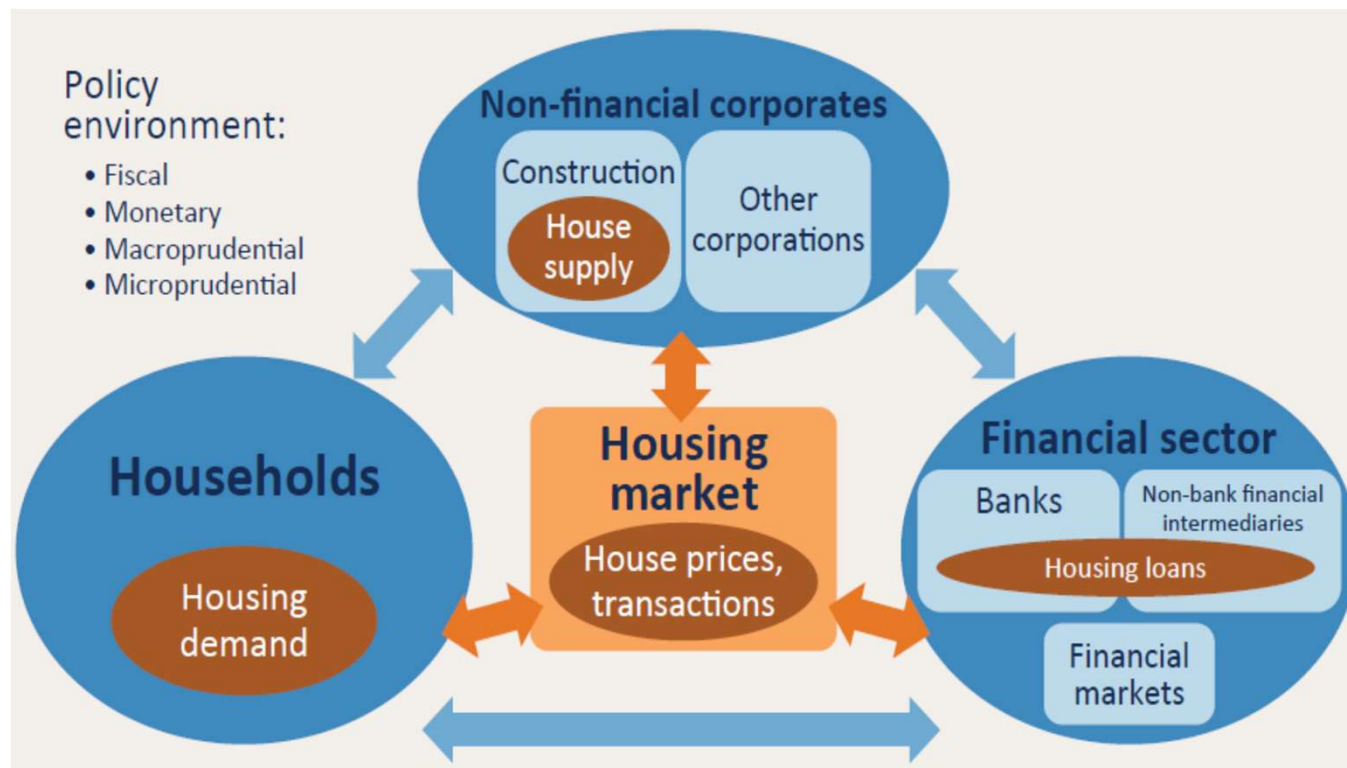 Policy
environment:
• Fiscal
• Monetary
• Macroprudential
• Microprudential
Non-financial corporates
Construction
House
supply
Other
corporations
Households
Housing
demand
Housing
market
House prices,
transactions
Financial sector
Banks
Non-bank financial
intermediaries
Housing loans
Financial
markets